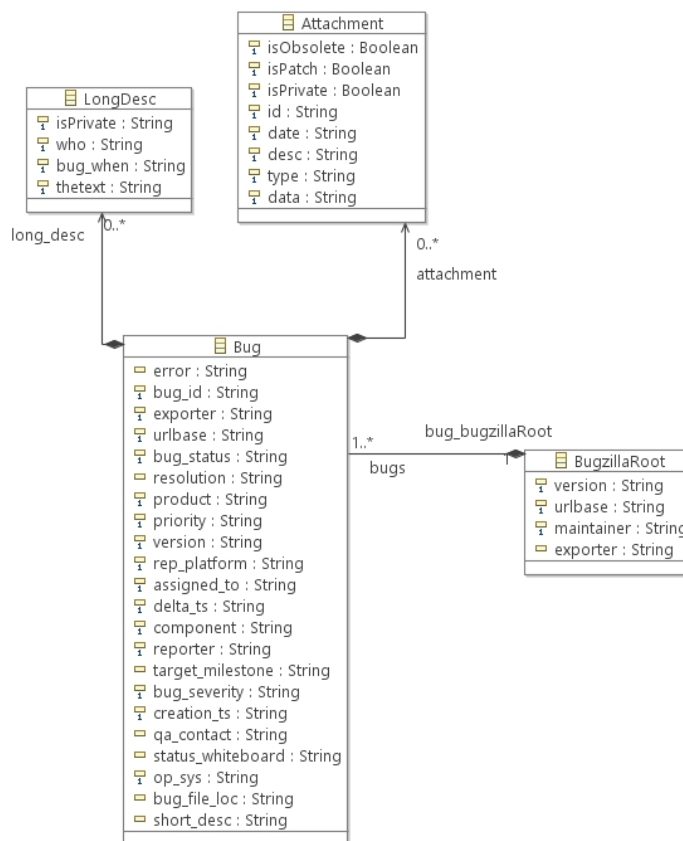 Attachment
isObsolete : Boolean
isPatch : Boolean
isPrivate : Boolean
id : String
date : String
desc : String
type : String
data : String
LongDesc
isPrivate : String
who : String
bug_when : String
thetext : String
0..*
long_desc
0..*
attachment
Bug
error : String
bug_id : String
exporter : String
urlbase : String
bug_status : String
resolution : String
product : String
priority : String
version : String
rep_platform : String
assigned_to : String
delta_ts : String
component : String
reporter : String
target_milestone : String
bug_severity : String
creation_ts : String
qa_contact : String
status_whiteboard : String
op_sys : String
bug_file_loc : String
short_desc : String
1..*
bugs
bug_bugzillaRoot
1
BugzillaRoot
version : String
urlbase : String
maintainer : String
exporter : String